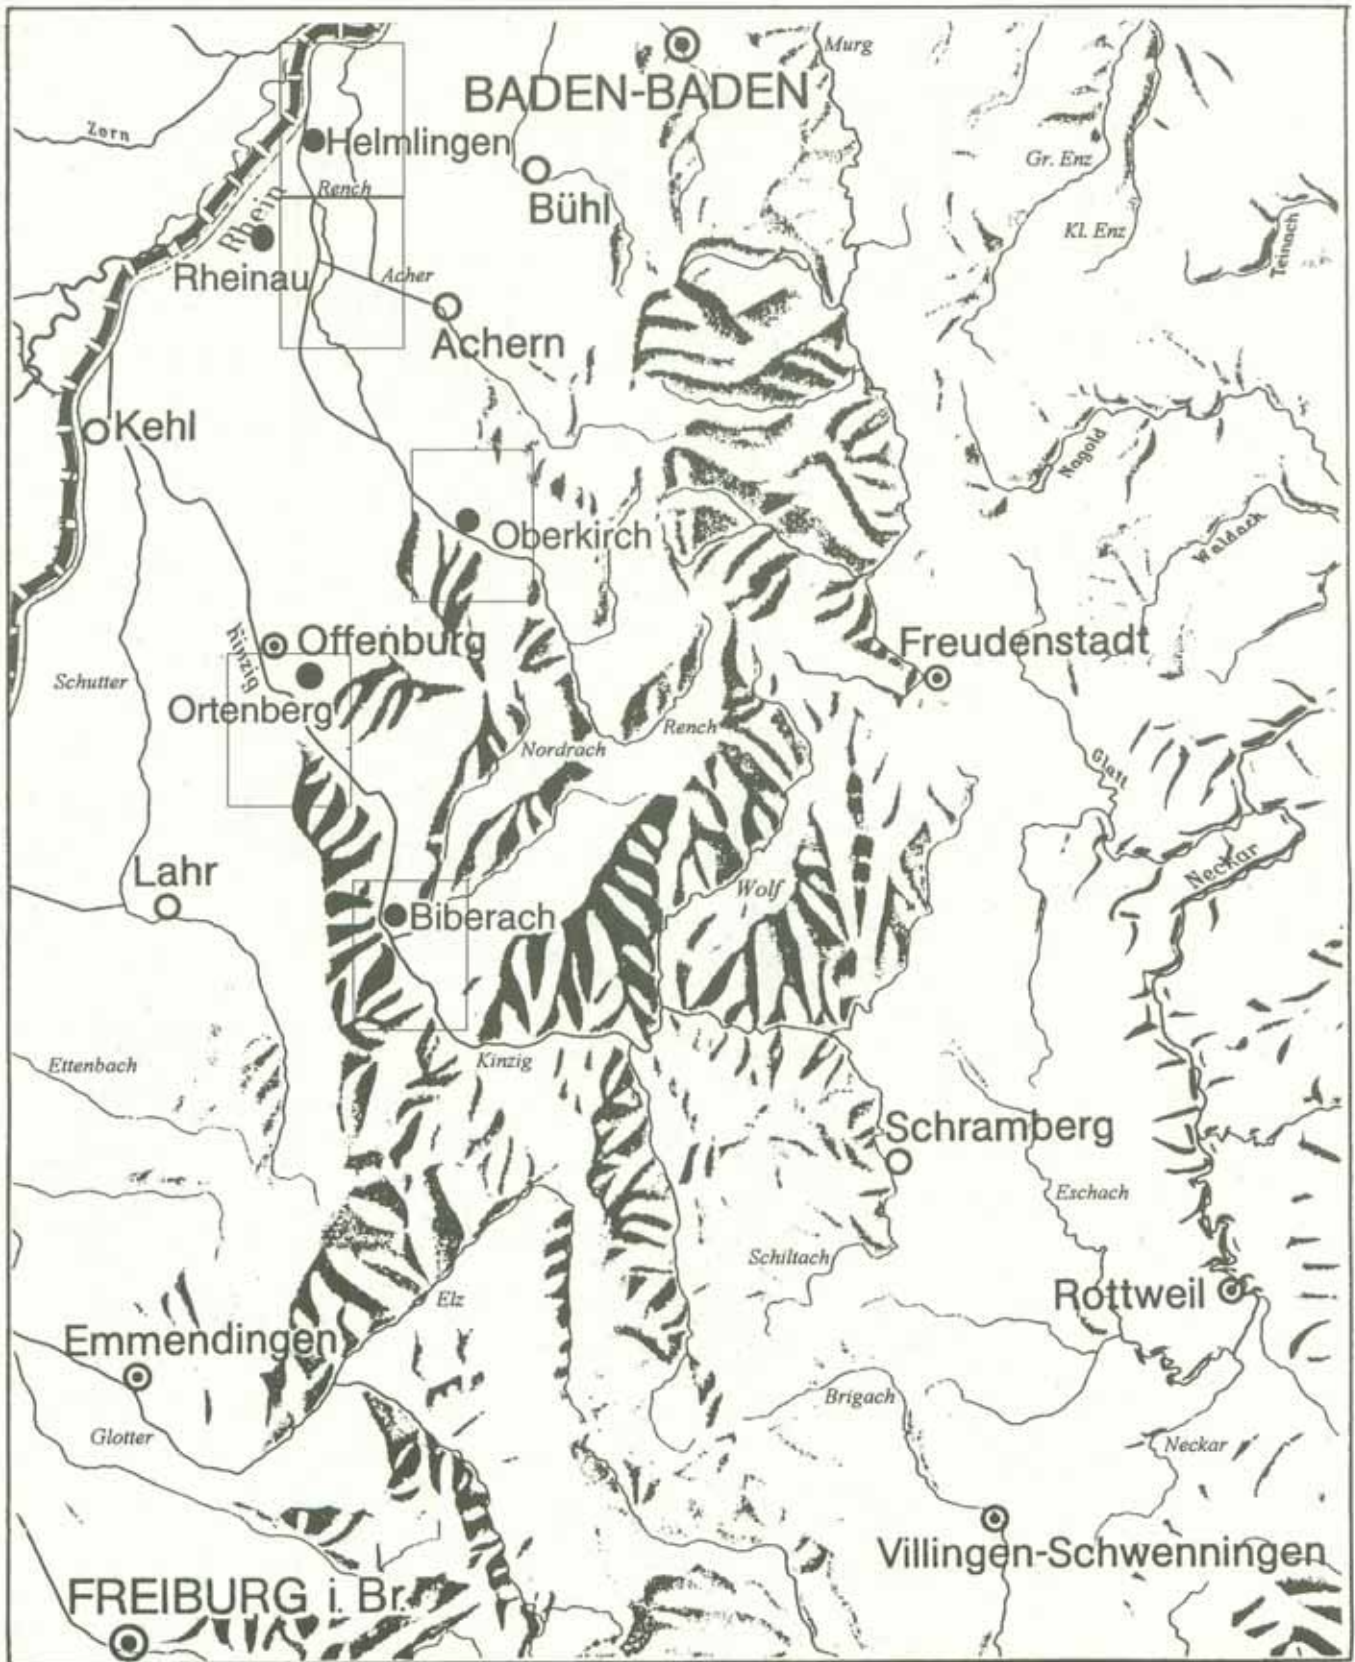 Murg
BADEN-BADEN
Zorn
Helmlingen
Gr. Enz
Bühl
Rench
Rhein
Kl. Enz
Teinach
Rheinau
Acher
Achern
Kehl
Nagold
Oberkirch
Waldach
Kinzig
Offenburg
Freudenstadt
Schutter
Ortenberg
Rench
Nordrach
Glatt
Lahr
Neckar
Wolf
Biberach
Ettenbach
Kinzig
Schramberg
Eschach
Schiltach
Rottweil
Elz
Emmendingen
Brigach
Glotter
Neckar
Villingen-Schwenningen
FREIBURG i. Br.